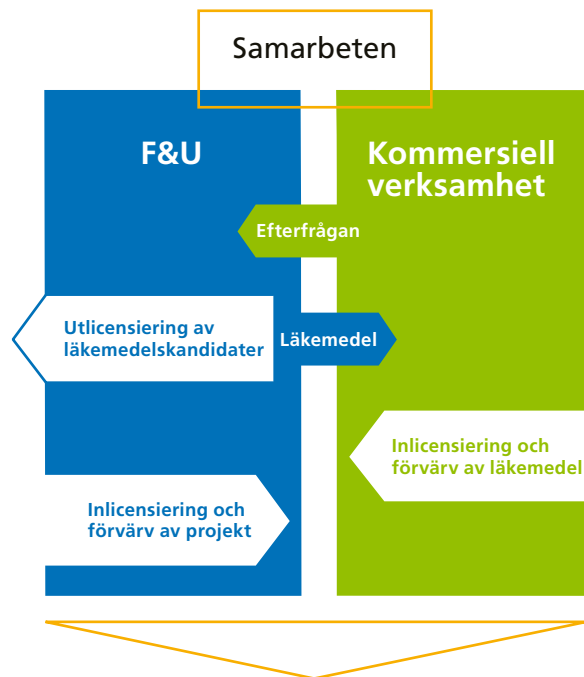 Samarbeten
F&U
Kommersiell
verksamhet
Efterfrågan
Utlicensiering av
läkemedelskandidater
Läkemedel
Inlicensiering och
förvärv av läkemedel
Inlicensiering och
förvärv av projekt